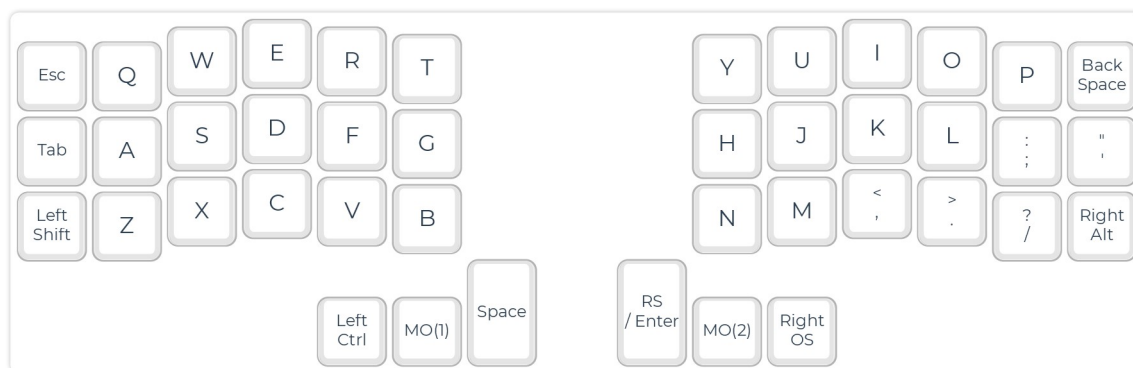 Esc Q W E R T Y U I O P Back Space
Tab A S D F G H J K L : ; " '
Left Shift Z X C V B N M < , > . ? / Right Alt
Left Ctrl MO(1) Space RS / Enter MO(2) Right OS